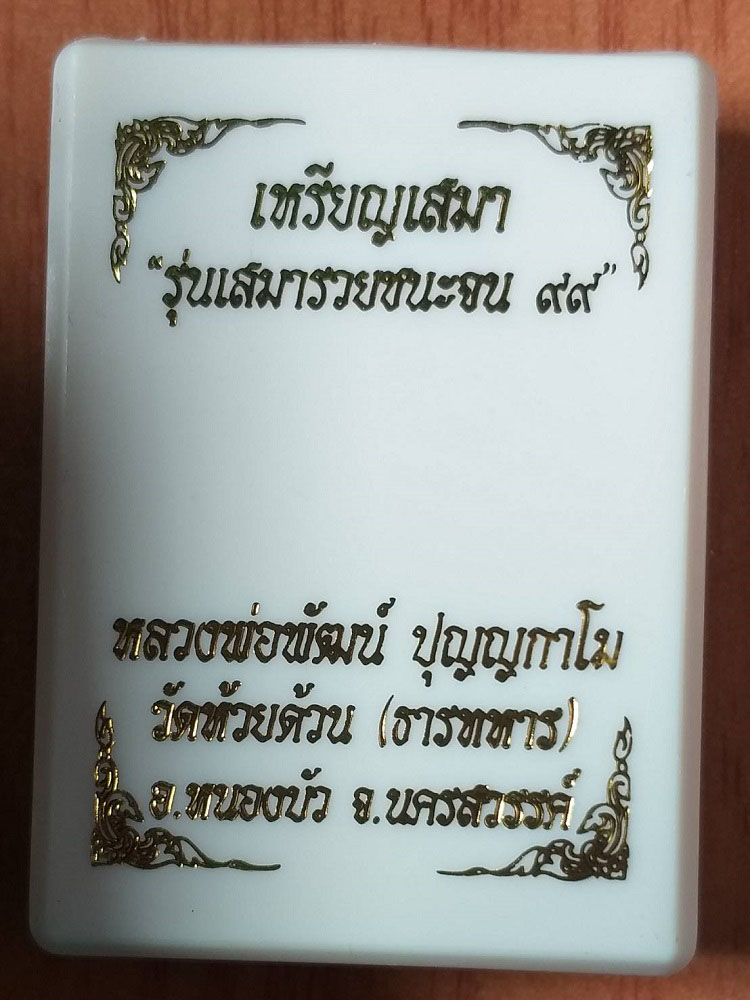 เหรียญเสมา
“รุ่นเสมารวยชนะจน ๙๙”
หลวงพ่อพัฒน์ ปุญญกาโม
วัดห้วยด้วน (ธารทหาร)
อ.หนองบัว จ.นครสวรรค์